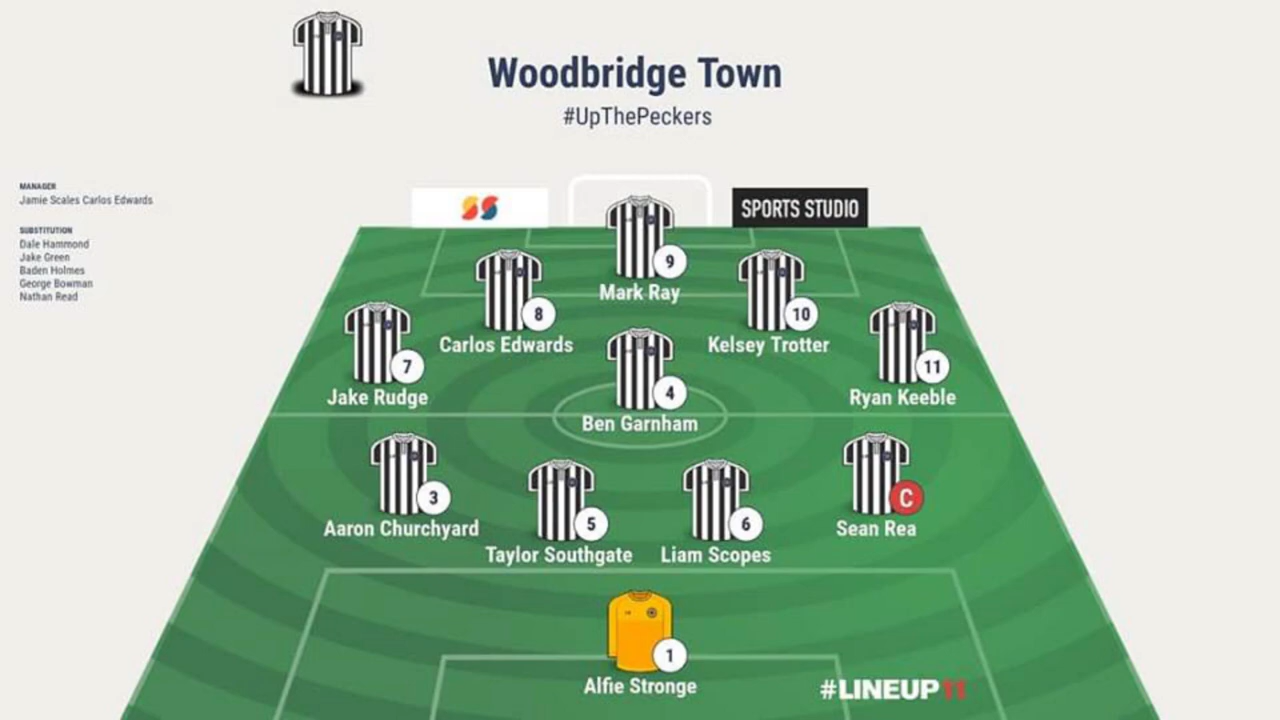 Woodbridge Town
#UpThePeckers
MANAGER
Jamie Scales Carlos Edwards
SUBSTITUTION
Dale Hammond
Jake Green
Baden Holmes
George Bowman
Nathan Read
SS
SPORTS STUDIO
9
Mark Ray
8
Carlos Edwards
10
Kelsey Trotter
7
Jake Rudge
4
Ben Garnham
11
Ryan Keeble
3
Aaron Churchyard
5
Taylor Southgate
6
Liam Scopes
C
Sean Rea
1
Alfie Stronge
#LINEUP11